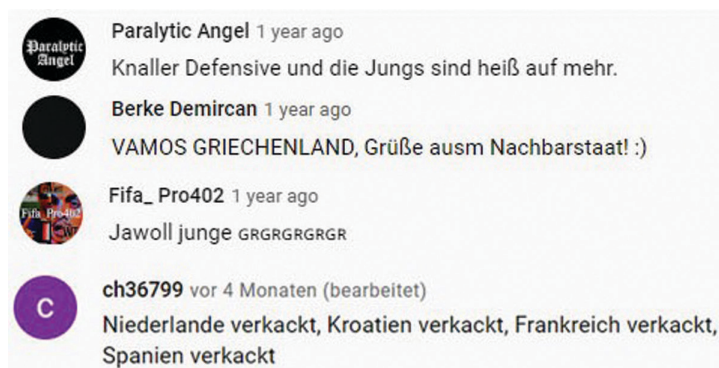 Paralytic Angel
Paralytic Angel 1 year ago
Knaller Defensive und die Jungs sind heiß auf mehr.
Berke Demircan 1 year ago
VAMOS GRIECHENLAND, Grüße ausm Nachbarstaat! :)
Fifa_Pro402
Fifa_ Pro402 1 year ago
Jawoll junge ɢʀɢʀɢʀɢʀɢʀ
C
ch36799 vor 4 Monaten (bearbeitet)
Niederlande verkackt, Kroatien verkackt, Frankreich verkackt,
Spanien verkackt